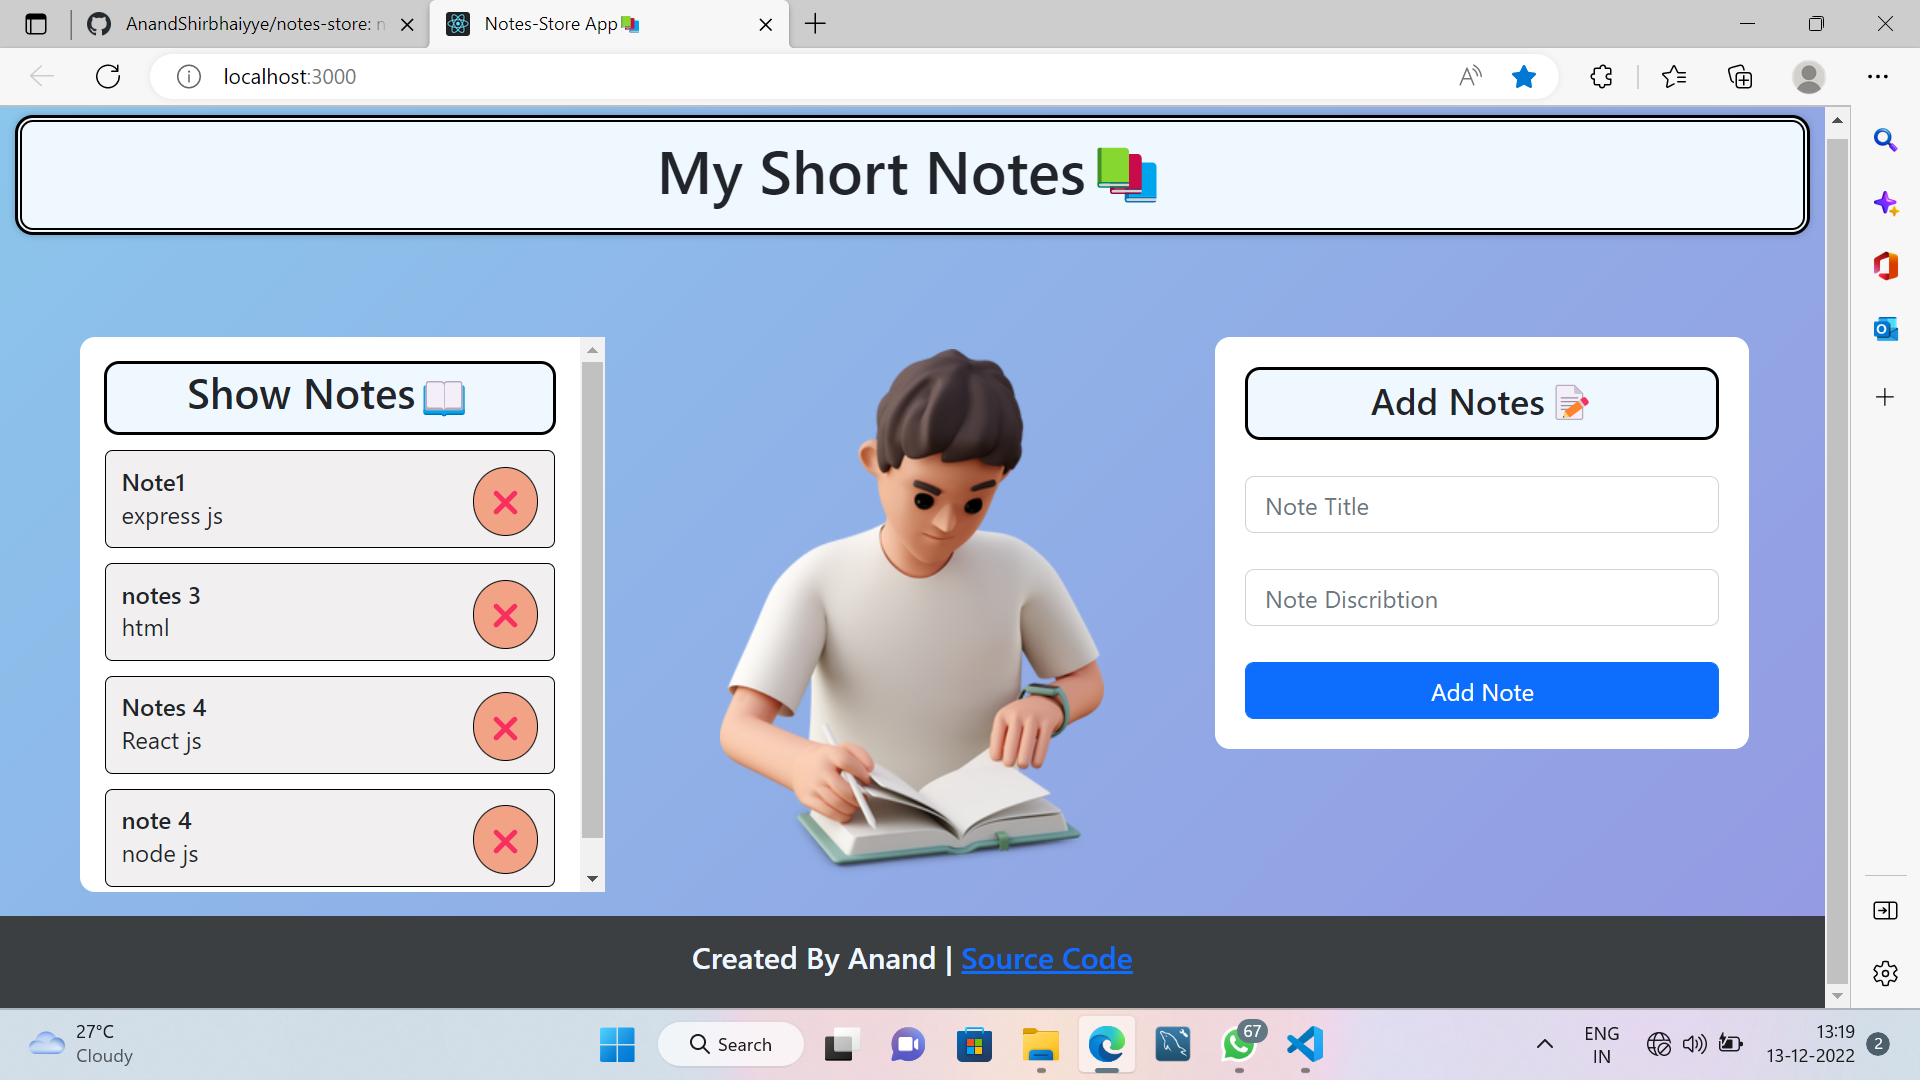 AnandShirbhaiyye/notes-store: n
Notes-Store App
localhost:3000
My Short Notes
Show Notes
Note1
express js
notes 3
html
Notes 4
React js
note 4
node js
Add Notes
Note Title
Note Discribtion
Add Note
Created By Anand | Source Code
27°C
Cloudy
Search
67
ENG
IN
13:19
13-12-2022
2